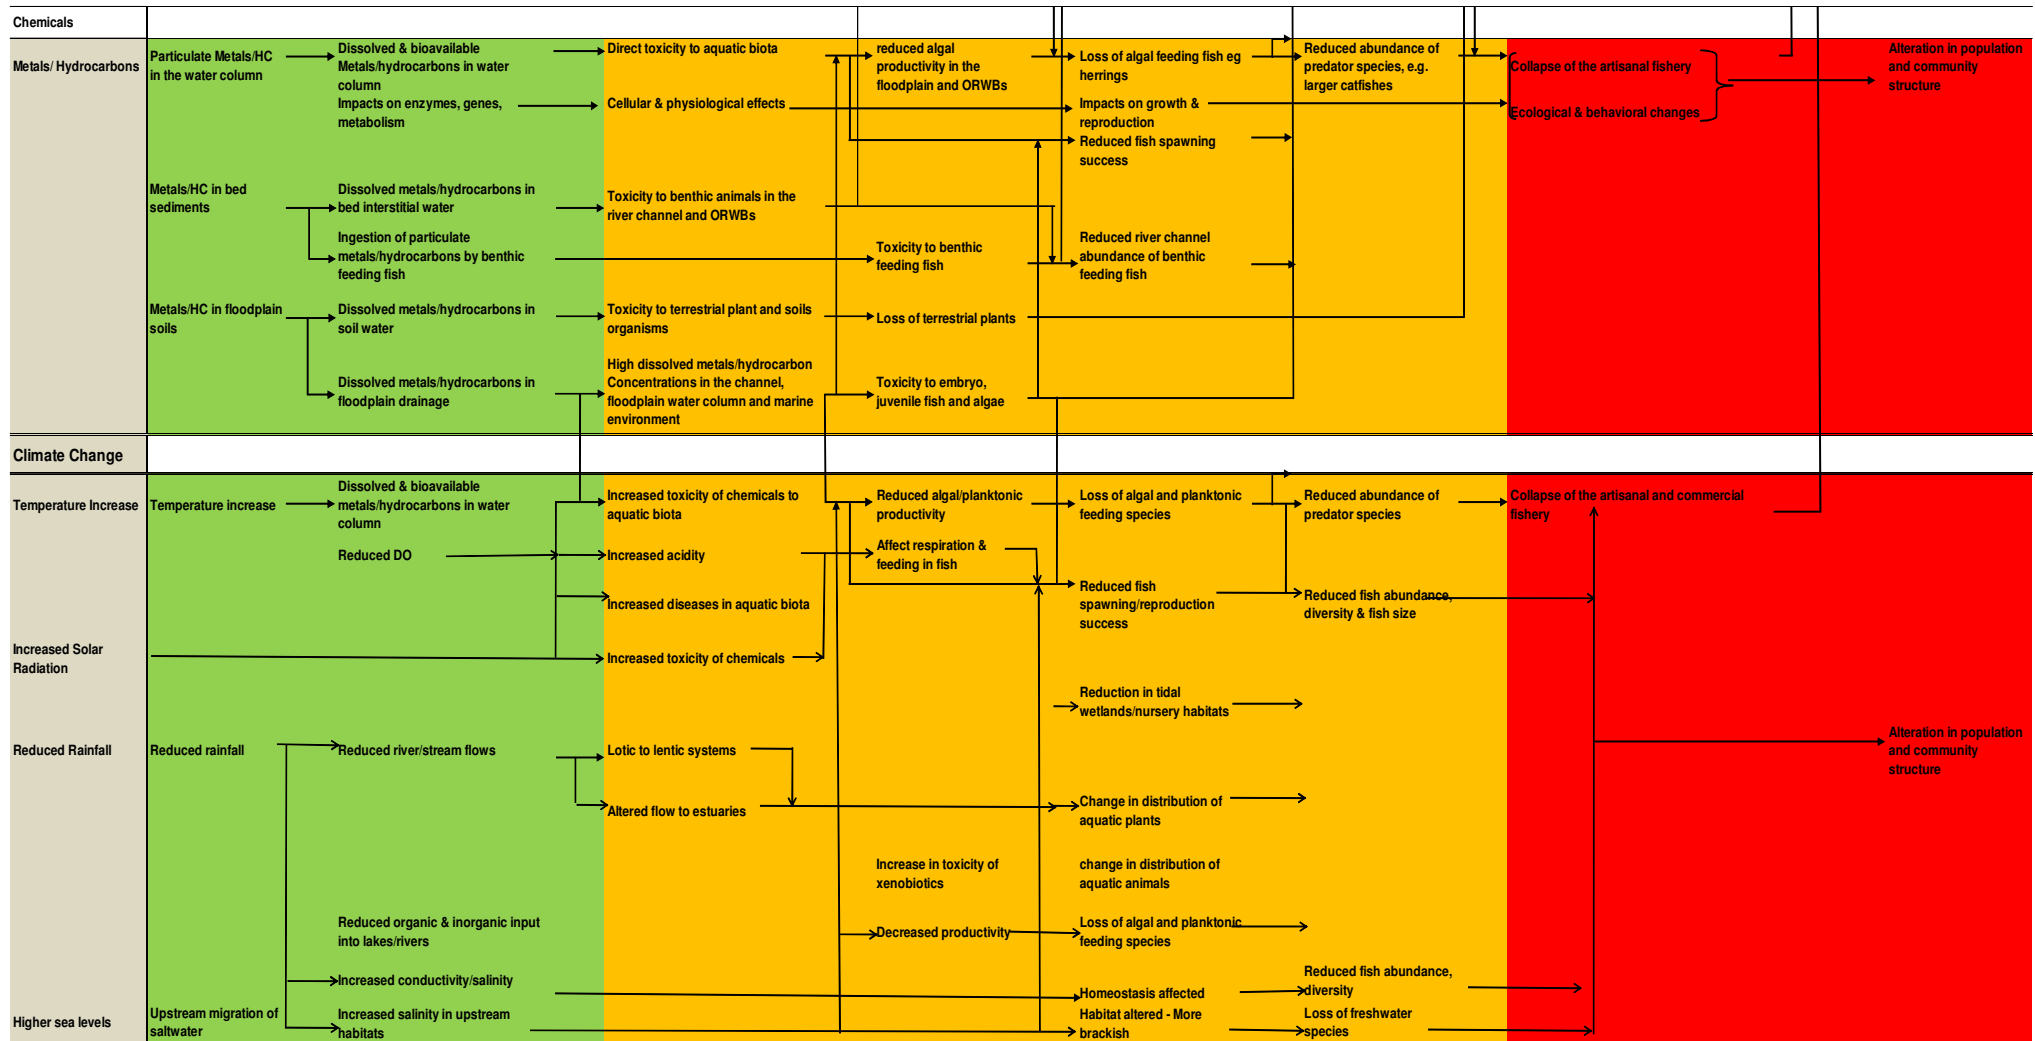 Chemicals
Metals/ Hydrocarbons
Particulate Metals/HC
in the water column
Dissolved & bioavailable
Metals/hydrocarbons in water
column
Impacts on enzymes, genes,
metabolism
Direct toxicity to aquatic biota
Cellular & physiological effects
reduced algal
productivity in the
floodplain and ORWBs
Loss of algal feeding fish eg
herrings
Impacts on growth &
reproduction
Reduced fish spawning
success
Reduced abundance of
predator species, e.g.
larger catfishes
Collapse of the artisanal fishery
Ecological & behavioral changes
Alteration in population
and community
structure
Metals/HC in bed
sediments
Dissolved metals/hydrocarbons in
bed interstitial water
Ingestion of particulate
metals/hydrocarbons by benthic
feeding fish
Toxicity to benthic animals in the
river channel and ORWBs
Toxicity to benthic
feeding fish
Reduced river channel
abundance of benthic
feeding fish
Metals/HC in floodplain
soils
Dissolved metals/hydrocarbons in
soil water
Toxicity to terrestrial plant and soils
organisms
Loss of terrestrial plants
Dissolved metals/hydrocarbons in
floodplain drainage
High dissolved metals/hydrocarbon
Concentrations in the channel,
floodplain water column and marine
environment
Toxicity to embryo,
juvenile fish and algae
Climate Change
Temperature Increase
Temperature increase
Dissolved & bioavailable
metals/hydrocarbons in water
column
Reduced DO
Increased toxicity of chemicals to
aquatic biota
Increased acidity
Increased diseases in aquatic biota
Reduced algal/planktonic
productivity
Affect respiration &
feeding in fish
Loss of algal and planktonic
feeding species
Reduced fish
spawning/reproduction
success
Reduced abundance of
predator species
Reduced fish abundance,
diversity & fish size
Collapse of the artisanal and commercial
fishery
Increased Solar
Radiation
Increased toxicity of chemicals
Reduction in tidal
wetlands/nursery habitats
Reduced Rainfall
Reduced rainfall
Reduced river/stream flows
Lotic to lentic systems
Altered flow to estuaries
Change in distribution of
aquatic plants
Alteration in population
and community
structure
Increase in toxicity of
xenobiotics
change in distribution of
aquatic animals
Reduced organic & inorganic input
into lakes/rivers
Decreased productivity
Loss of algal and planktonic
feeding species
Increased conductivity/salinity
Homeostasis affected
Reduced fish abundance,
diversity
Higher sea levels
Upstream migration of
saltwater
Increased salinity in upstream
habitats
Habitat altered - More
brackish
Loss of freshwater
species